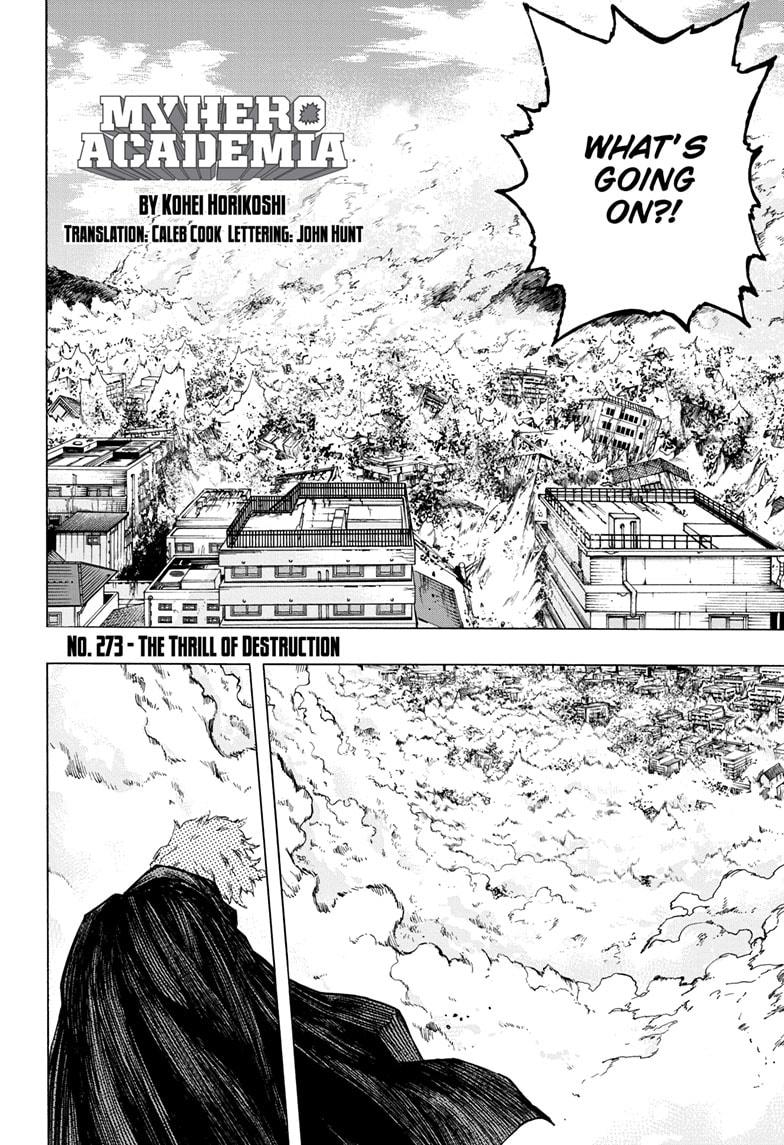 MY HERO
ACADEMIA
BY KOHEI HORIKOSHI
TRANSLATION: CALEB COOK LETTERING: JOHN HUNT
WHAT'S
GOING
ON?!
NO. 273 - THE THRILL OF DESTRUCTION